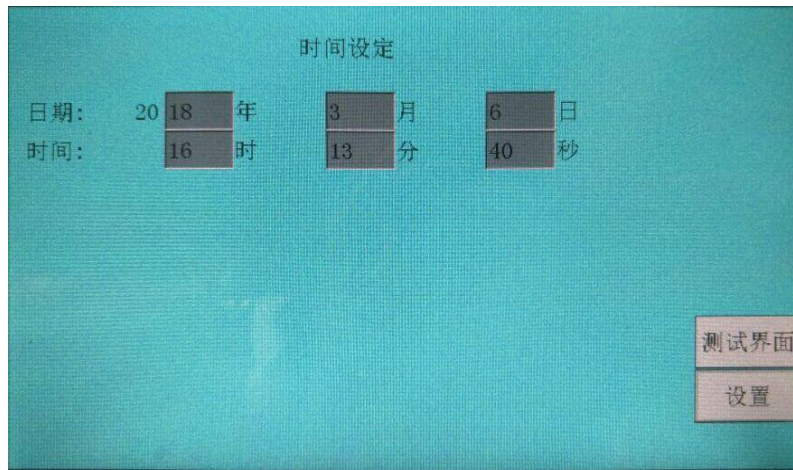 时间设定
日期: 20 18 年 3 月 6 日
时间: 16 时 13 分 40 秒
测试界面
设置